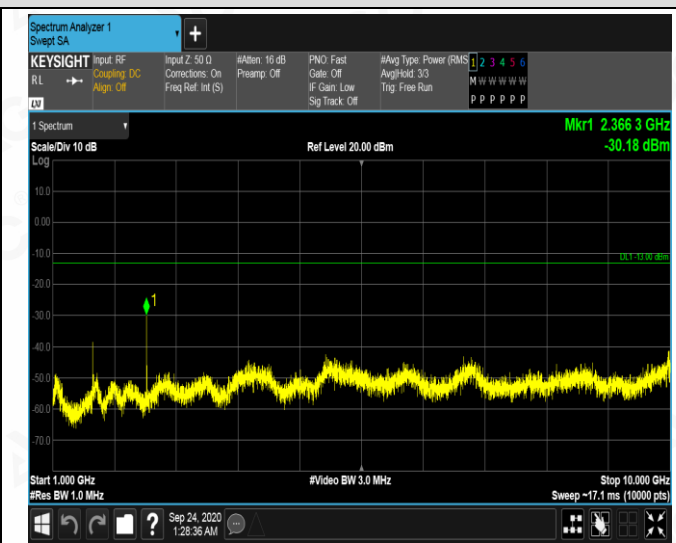 Spectrum Analyzer 1
Swept SA
+
KEYSIGHT
RL
LXI
Input: RF
Coupling: DC
Align: Off
Input Z: 50 Ω
Corrections: On
Freq Ref: Int (S)
#Atten: 16 dB
Preamp: Off
PNO: Fast
Gate: Off
IF Gain: Low
Sig Track: Off
#Avg Type: Power (RMS
Avg|Hold: 3/3
Trig: Free Run
1 2 3 4 5 6
M W W W W W
P P P P P P
1 Spectrum
Mkr1 2.366 3 GHz
-30.18 dBm
Scale/Div 10 dB
Ref Level 20.00 dBm
Log
10.0
0.00
-10.0
DL1 -13.00 dBm
-20.0
1
-30.0
-40.0
-50.0
-60.0
-70.0
Start 1.000 GHz
#Video BW 3.0 MHz
Stop 10.000 GHz
#Res BW 1.0 MHz
Sweep ~17.1 ms (10000 pts)
?
Sep 24, 2020
1:28:36 AM